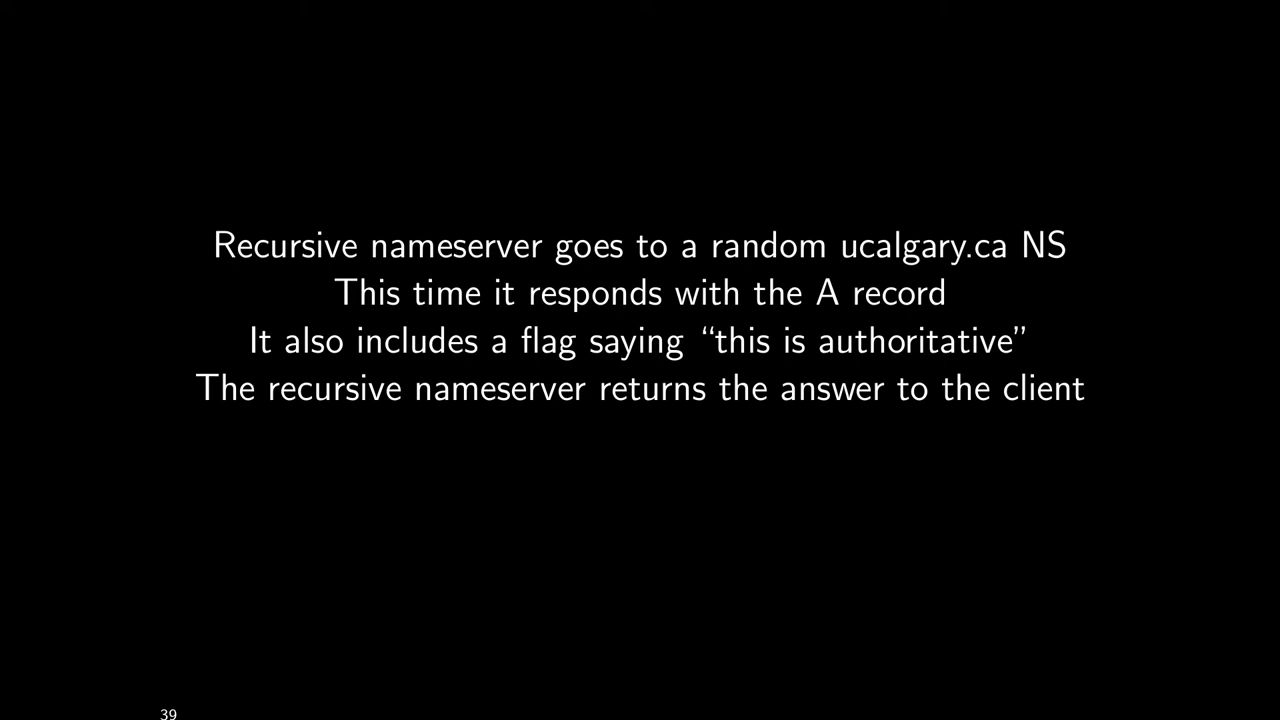 Recursive nameserver goes to a random ucalgary.ca NS
This time it responds with the A record
It also includes a flag saying “this is authoritative”
The recursive nameserver returns the answer to the client
39